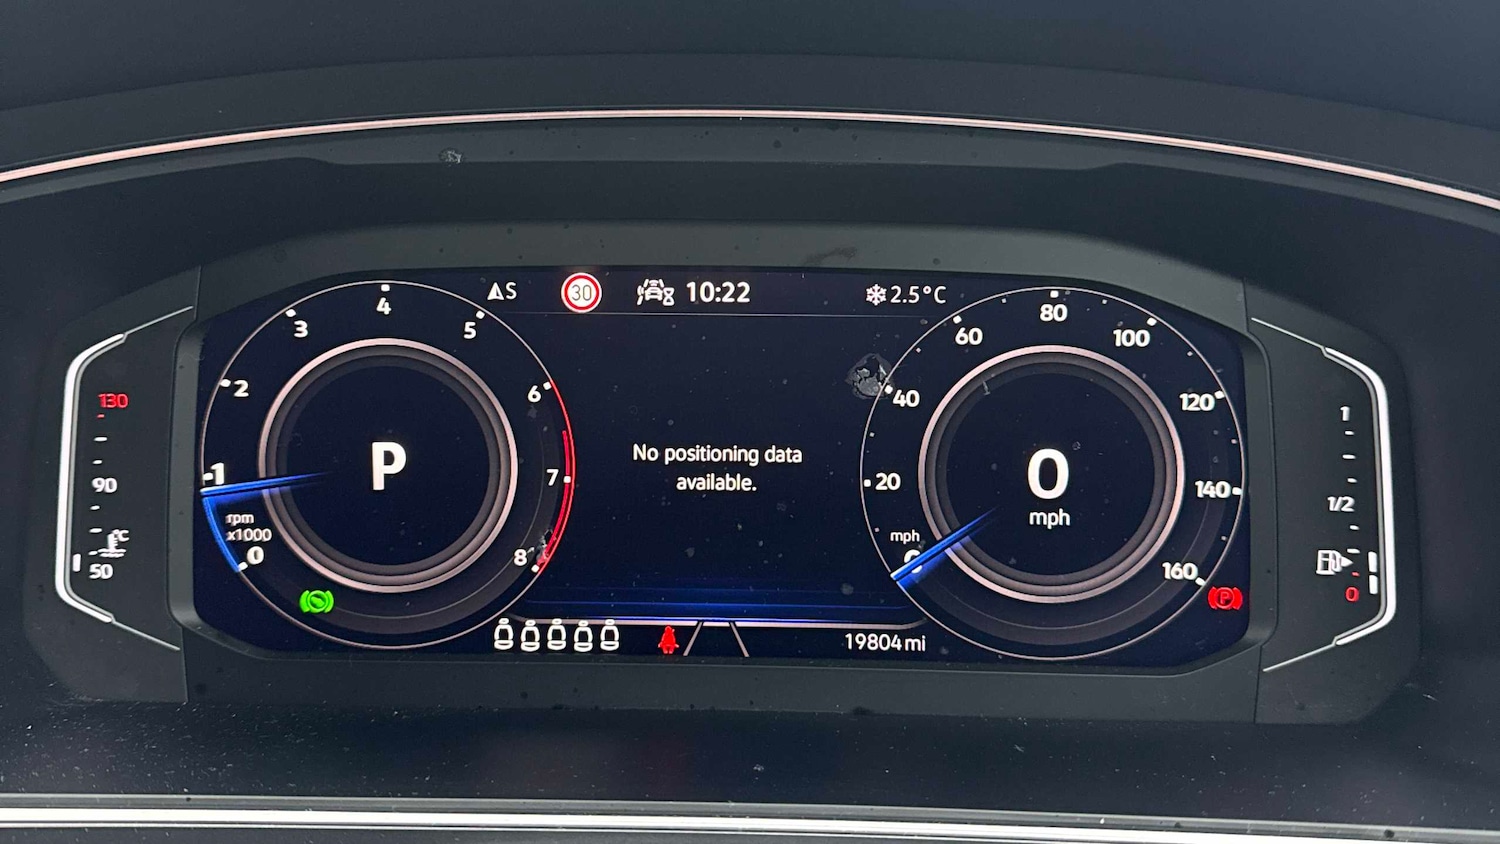 S
30
10:22
2.5°C
1
2
3
4
5
6
7
8
rpm
x1000
0
P
No positioning data
available.
0
20
40
60
80
100
120
140
160
mph
0
mph
130
90
°C
50
1
1/2
0
P
19804 mi